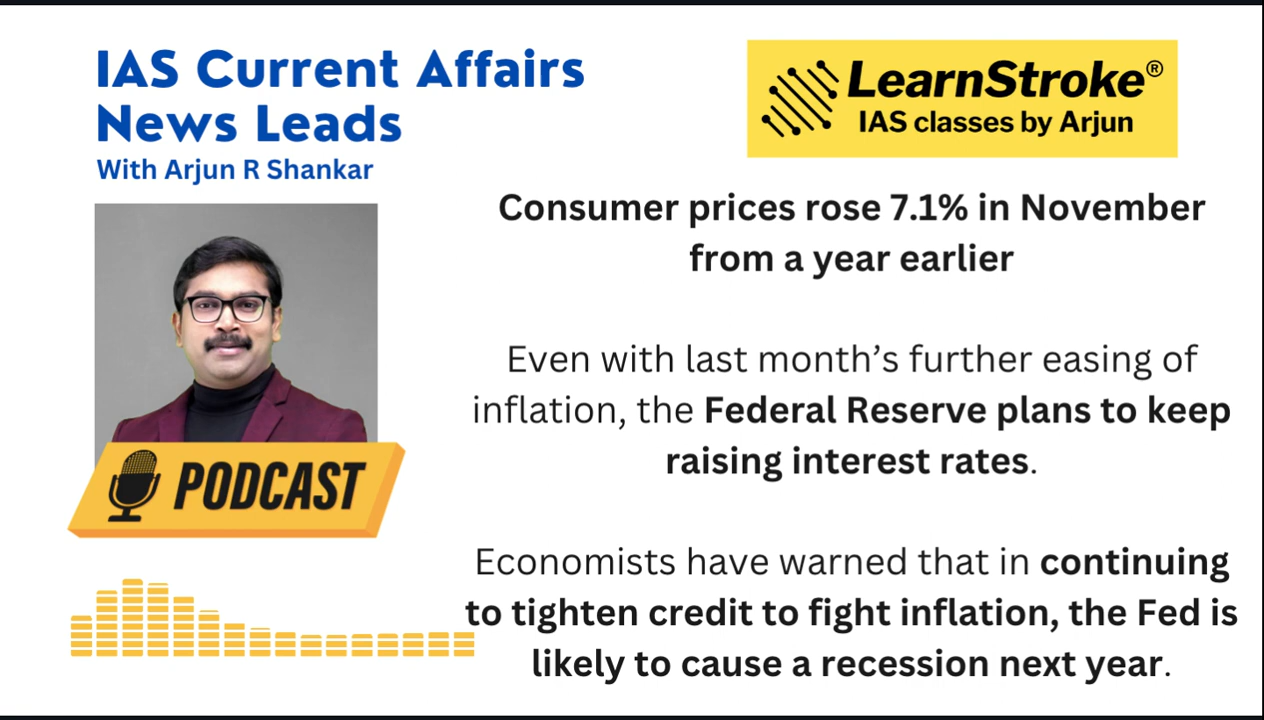 IAS Current Affairs
News Leads
With Arjun R Shankar
LearnStroke®
IAS classes by Arjun
PODCAST
Consumer prices rose 7.1% in November
from a year earlier
Even with last month’s further easing of
inflation, the Federal Reserve plans to keep
raising interest rates.
Economists have warned that in continuing
to tighten credit to fight inflation, the Fed is
likely to cause a recession next year.